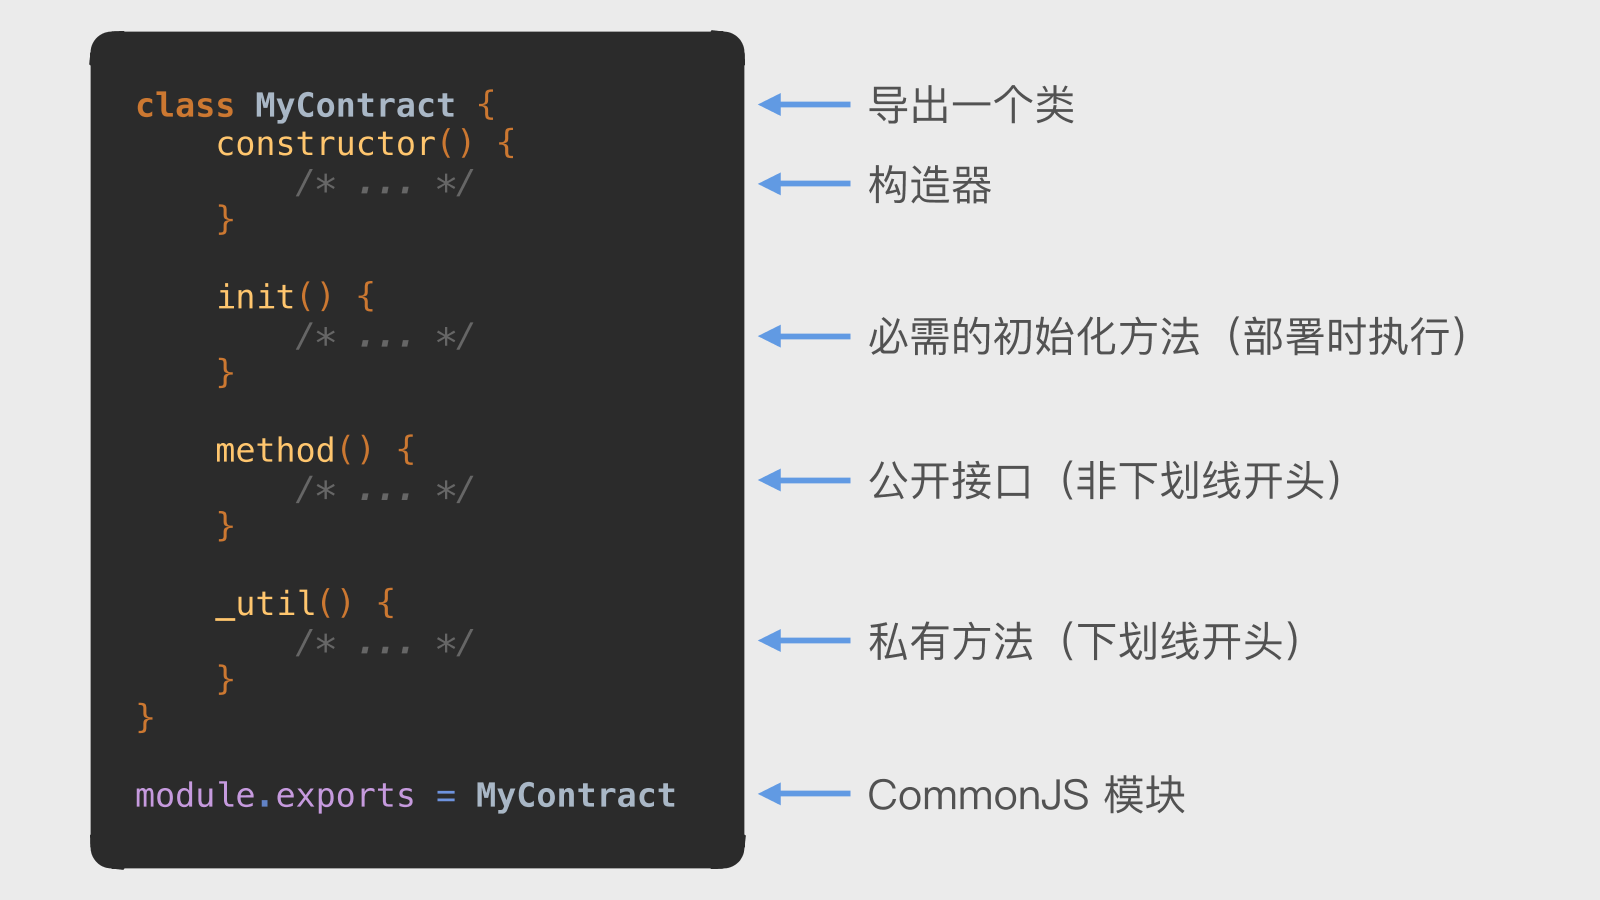 class MyContract {
constructor() {
/* ... */
}
init() {
/* ... */
}
method() {
/* ... */
}
_util() {
/* ... */
}
}
module.exports = MyContract
导出一个类
构造器
必需的初始化方法（部署时执行）
公开接口（非下划线开头）
私有方法（下划线开头）
CommonJS 模块